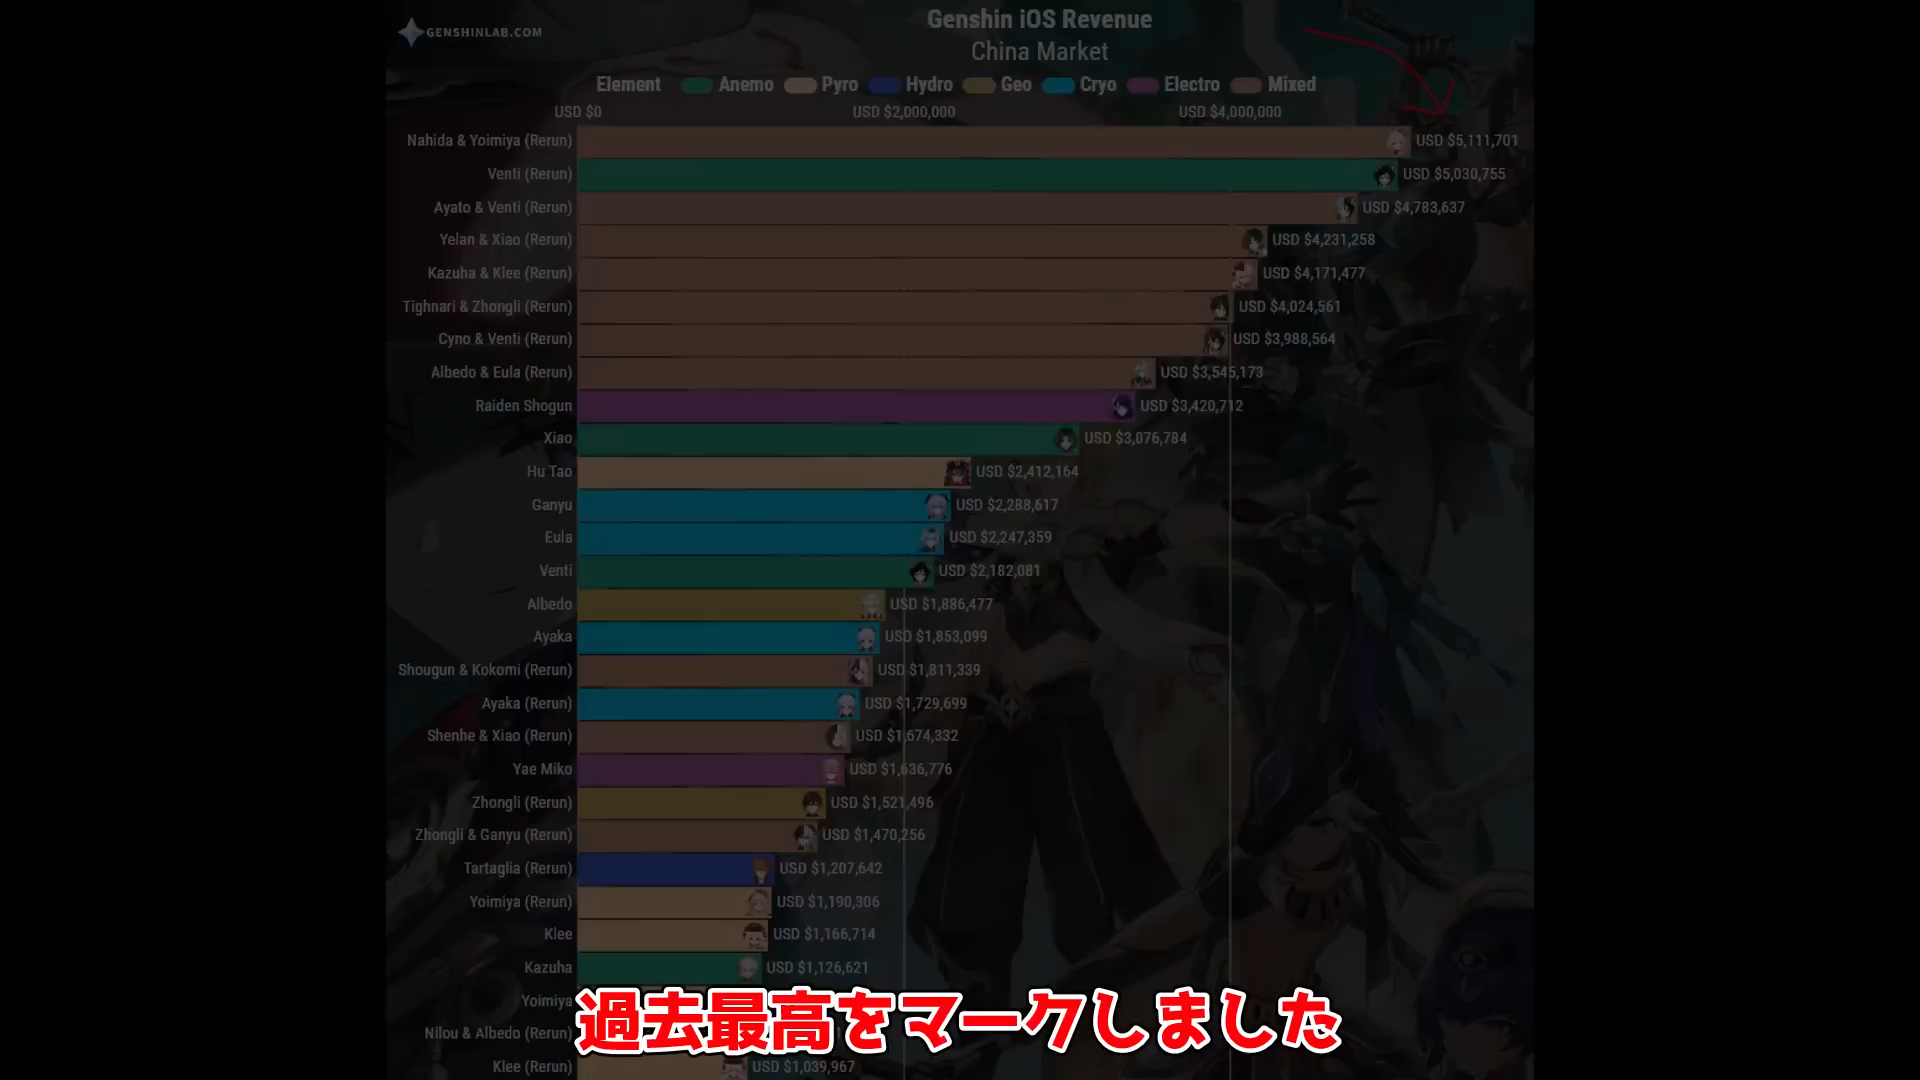 GENSHINLAB.COM
Genshin iOS Revenue
China Market
Element Anemo Pyro Hydro Geo Cryo Electro Mixed
USD $0 USD $2,000,000 USD $4,000,000
Nahida & Yoimiya (Rerun) USD $5,111,701
Venti (Rerun) USD $5,030,755
Ayato & Venti (Rerun) USD $4,783,637
Yelan & Xiao (Rerun) USD $4,231,258
Kazuha & Klee (Rerun) USD $4,171,477
Tighnari & Zhongli (Rerun) USD $4,024,561
Cyno & Venti (Rerun) USD $3,988,564
Albedo & Eula (Rerun) USD $3,545,173
Raiden Shogun USD $3,420,712
Xiao USD $3,076,784
Hu Tao USD $2,412,164
Ganyu USD $2,288,617
Eula USD $2,247,359
Venti USD $2,182,081
Albedo USD $1,886,477
Ayaka USD $1,853,099
Shougun & Kokomi (Rerun) USD $1,811,339
Ayaka (Rerun) USD $1,729,699
Shenhe & Xiao (Rerun) USD $1,674,332
Yae Miko USD $1,636,776
Zhongli (Rerun) USD $1,521,496
Zhongli & Ganyu (Rerun) USD $1,470,256
Tartaglia (Rerun) USD $1,207,642
Yoimiya (Rerun) USD $1,190,306
Klee USD $1,166,714
Kazuha USD $1,126,621
Yoimiya
Nilou & Albedo (Rerun)
Klee (Rerun) USD $1,039,967
過去最高をマークしました